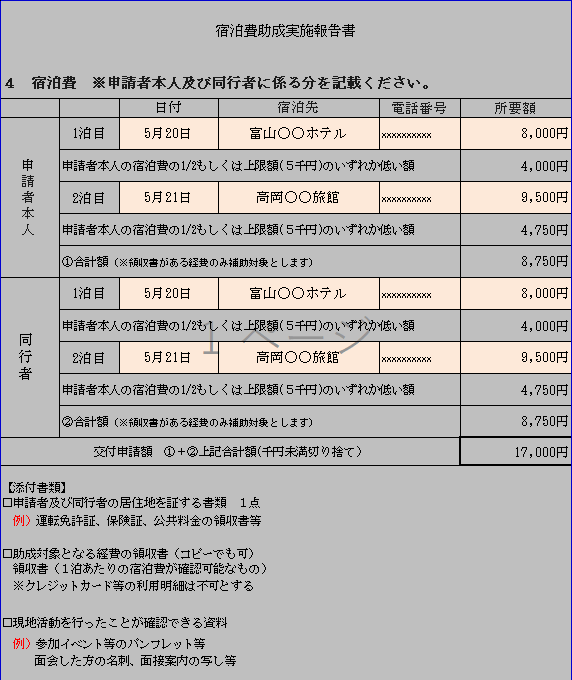 宿泊費助成実施報告書
４　宿泊費　※申請者本人及び同行者に係る分を記載ください。
日付　宿泊先　電話番号　所要額
申請者本人
1泊目　5月20日　富山〇〇ホテル　xxxxxxxxxx　8,000円
申請者本人の宿泊費の1/2もしくは上限額(５千円)のいずれか低い額　4,000円
2泊目　5月21日　高岡〇〇旅館　xxxxxxxxxx　9,500円
申請者本人の宿泊費の1/2もしくは上限額(５千円)のいずれか低い額　4,750円
①合計額（※領収書がある経費のみ補助対象とします）　8,750円
同行者
1泊目　5月20日　富山〇〇ホテル　xxxxxxxxxx　8,000円
申請者本人の宿泊費の1/2もしくは上限額(５千円)のいずれか低い額　4,000円
1 ページ
2泊目　5月21日　高岡〇〇旅館　xxxxxxxxxx　9,500円
申請者本人の宿泊費の1/2もしくは上限額(５千円)のいずれか低い額　4,750円
②合計額（※領収書がある経費のみ補助対象とします）　8,750円
交付申請額　①＋②上記合計額(千円未満切り捨て）　17,000円
【添付書類】
□申請者及び同行者の居住地を証する書類　１点
例）運転免許証、保険証、公共料金の領収書等
□助成対象となる経費の領収書（コピーでも可）
領収書（１泊あたりの宿泊費が確認可能なもの）
※クレジットカード等の利用明細は不可とする
□現地活動を行ったことが確認できる資料
例）参加イベント等のパンフレット等
面会した方の名刺、面接案内の写し等